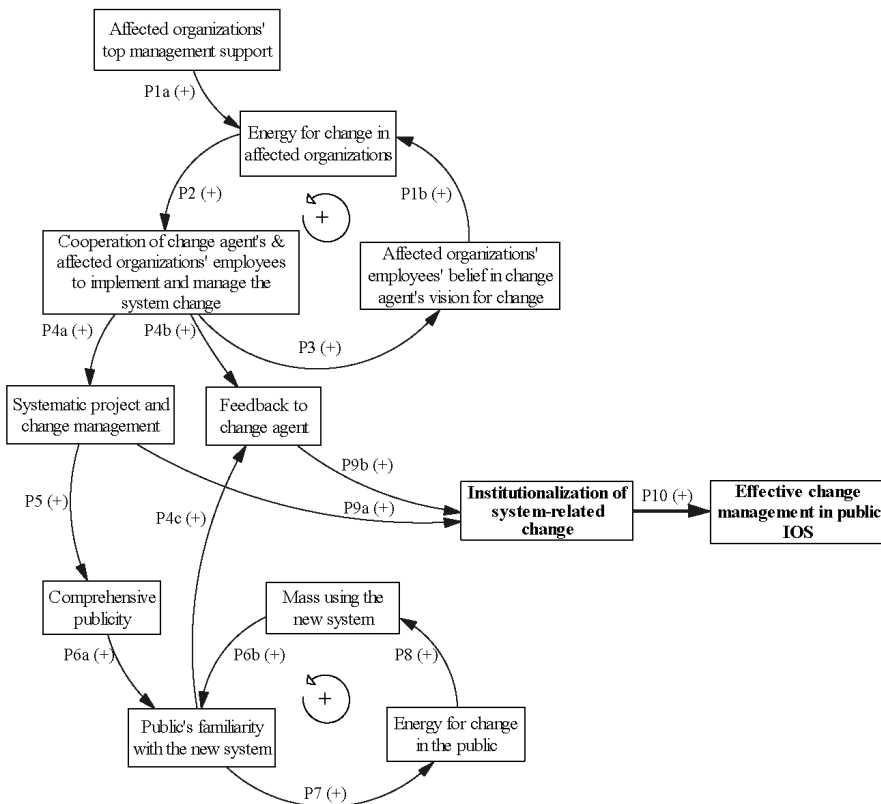 Affected organizations'
top management support
P1a (+)
Energy for change in
affected organizations
P2 (+)
P1b (+)
+
Cooperation of change agent's &
affected organizations' employees
to implement and manage the
system change
Affected organizations'
employees' belief in change
agent's vision for change
P4a (+)
P4b (+)
P3 (+)
Systematic project and
change management
Feedback to
change agent
P9b (+)
P5 (+)
P4c (+)
P9a (+)
Institutionalization of
system-related
change
P10 (+)
Effective change
management in public
IOS
Comprehensive
publicity
Mass using the
new system
P6a (+)
P6b (+)
P8 (+)
+
Public's familiarity
with the new system
Energy for change
in the public
P7 (+)